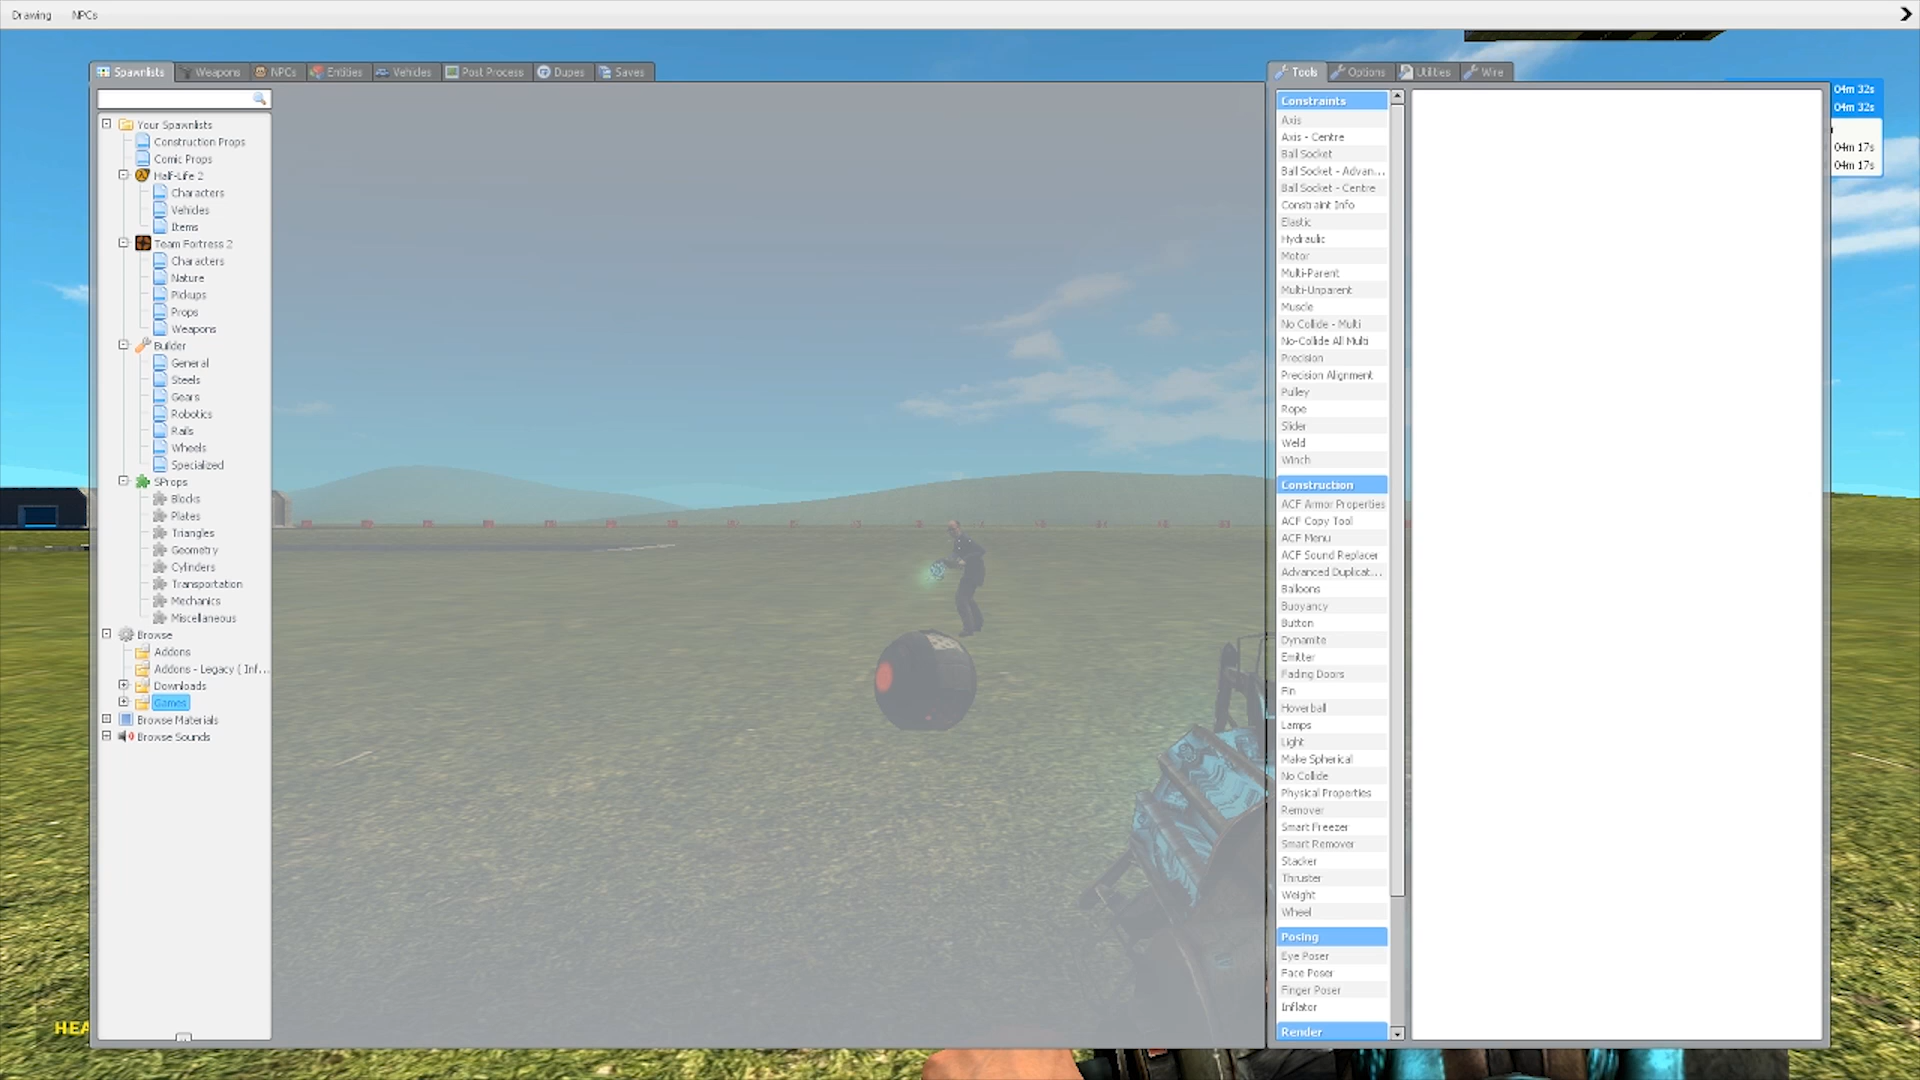 Drawing NPCs
Spawnlists Weapons NPCs Entities Vehicles Post Process Dupes Saves
Your Spawnlists
Construction Props
Comic Props
Half-Life 2
Characters
Vehicles
Items
Team Fortress 2
Characters
Nature
Pickups
Props
Weapons
Builder
General
Steels
Gears
Robotics
Rails
Wheels
Specialized
SProps
Blocks
Plates
Triangles
Geometry
Cylinders
Transportation
Mechanics
Miscellaneous
Browse
Addons
Addons - Legacy ( Inf...
Downloads
Games
Browse Materials
Browse Sounds
HEA
Tools Options Utilities Wire
Constraints
Axis
Axis - Centre
Ball Socket
Ball Socket - Advan...
Ball Socket - Centre
Constraint Info
Elastic
Hydraulic
Motor
Multi-Parent
Multi-Unparent
Muscle
No Collide - Multi
No-Collide All Multi
Precision
Precision Alignment
Pulley
Rope
Slider
Weld
Winch
Construction
ACF Armor Properties
ACF Copy Tool
ACF Menu
ACF Sound Replacer
Advanced Duplicat...
Balloons
Buoyancy
Button
Dynamite
Emitter
Fading Doors
Fin
Hoverball
Lamps
Light
Make Spherical
No Collide
Physical Properties
Remover
Smart Freezer
Smart Remover
Stacker
Thruster
Weight
Wheel
Posing
Eye Poser
Face Poser
Finger Poser
Inflator
Render
04m 32s
04m 32s
04m 17s
04m 17s